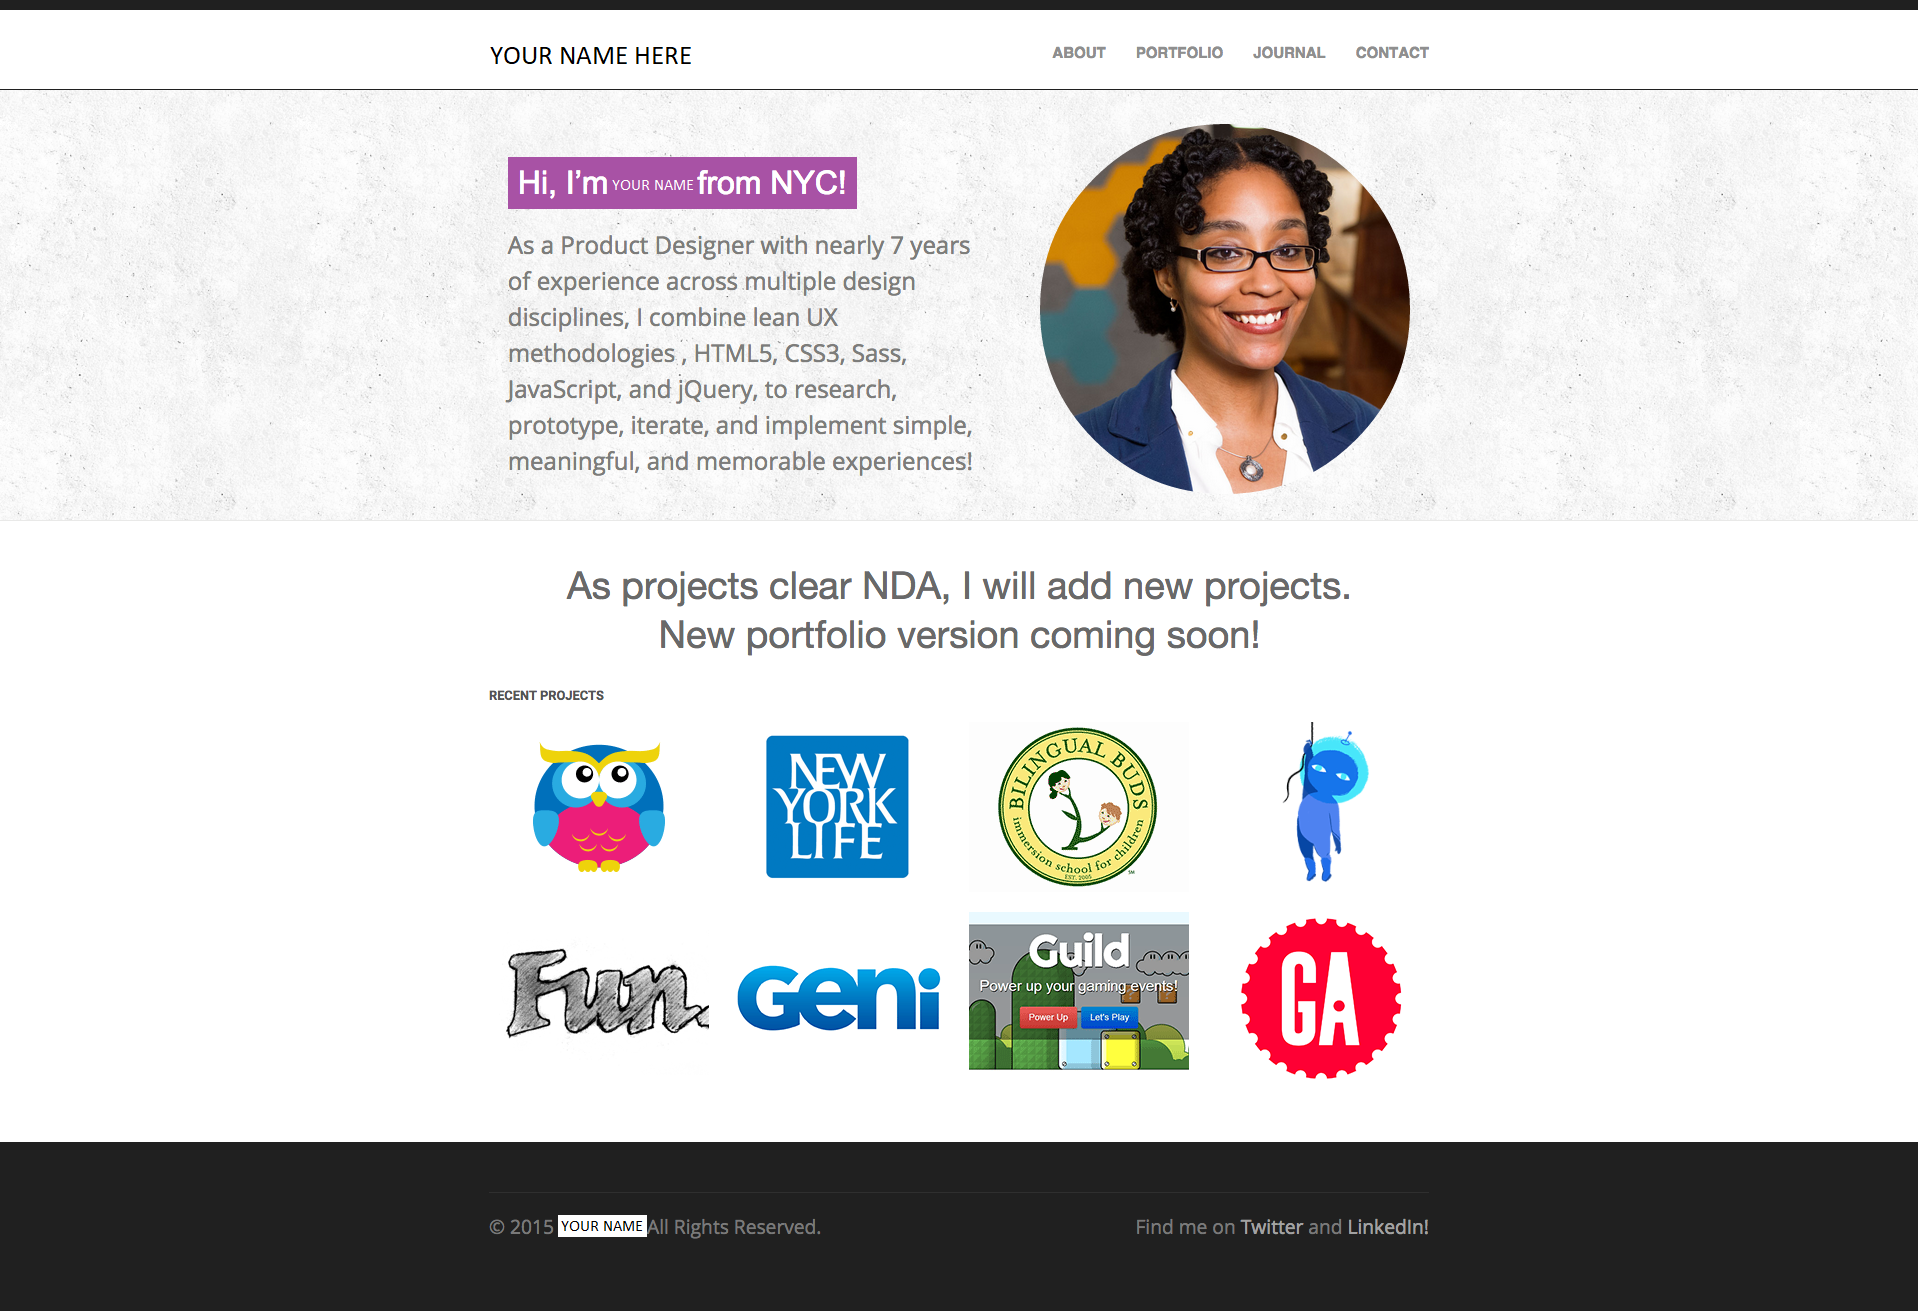 YOUR NAME HERE
ABOUT PORTFOLIO JOURNAL CONTACT
Hi, I'm YOUR NAME from NYC!
As a Product Designer with nearly 7 years
of experience across multiple design
disciplines, I combine lean UX
methodologies , HTML5, CSS3, Sass,
JavaScript, and jQuery, to research,
prototype, iterate, and implement simple,
meaningful, and memorable experiences!
As projects clear NDA, I will add new projects.
New portfolio version coming soon!
RECENT PROJECTS
NEW
YORK
LIFE
BILINGUAL BUDS
immersion school for children
EST. 2005
SM
Fun.
Geni
Guild
Power up your gaming events!
Power Up Let's Play
GA
© 2015 YOUR NAME All Rights Reserved.
Find me on Twitter and LinkedIn!